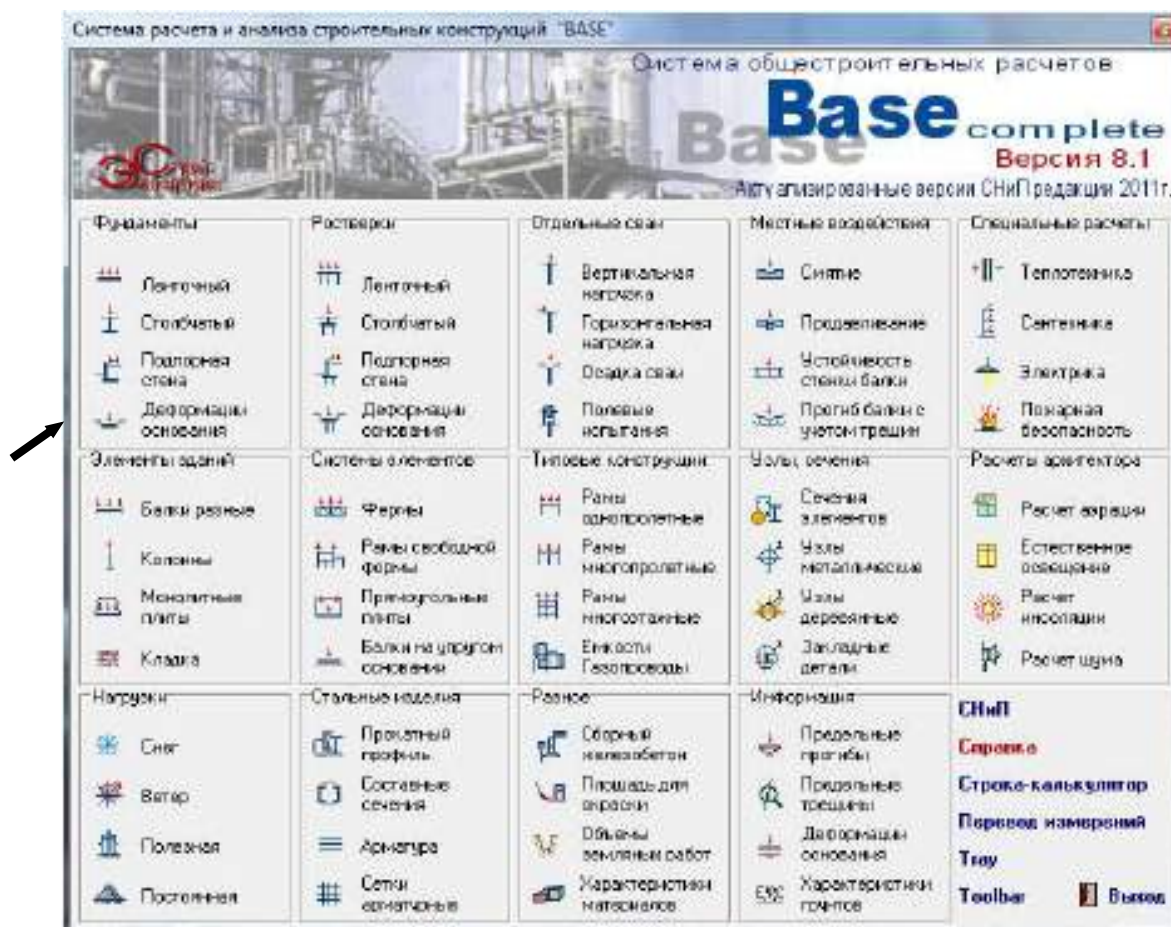 Система расчета и анализа строительных конструкций "BASE"
Система общестроительных расчетов
Base complete
Base
Версия 8.1
Актуализированные версии СНиП редакции 2011г.
Фундаменты
Ленточный
Столбчатый
Подпорная
стена
Деформации
основания
Ростверки
Ленточный
Столбчатый
Подпорная
стена
Деформации
основания
Отдельные сваи
Вертикальная
нагрузка
Горизонтальная
нагрузка
Осадка сваи
Полевые
испытания
Местные воздействия
Смятие
Продавливание
Устойчивость
стенки балки
Прогиб балки с
учетом трещин
Специальные расчеты
Теплотехника
Сантехника
Электрика
Пожарная
безопасность
Элементы зданий
Балки разные
Колонны
Монолитные
плиты
Кладка
Системы элементов
Фермы
Рамы свободной
формы
Прямоугольные
плиты
Балки на упругом
основании
Типовые конструкции
Рамы
однопролетные
Рамы
многопролетные
Рамы
многоэтажные
Емкости
Газопроводы
Узлы, сечения
Сечения
элементов
Узлы
металлические
Узлы
деревянные
Закладные
детали
Расчеты архитектора
Расчет аэрации
Естественное
освещение
Расчет
инсоляции
Расчет шума
Нагрузки
Снег
Ветер
Полезная
Постоянная
Стальные изделия
Прокатный
профиль
Составные
сечения
Арматура
Сетки
арматурные
Разное
Сборный
железобетон
Площадь для
окраски
Объемы
земляных работ
Характеристики
материалов
Информация
Предельные
прогибы
Предельные
трещины
Деформации
основания
Характеристики
грунтов
СНиП
Справка
Строка-калькулятор
Перевод измерений
Tray
Toolbar
Выход